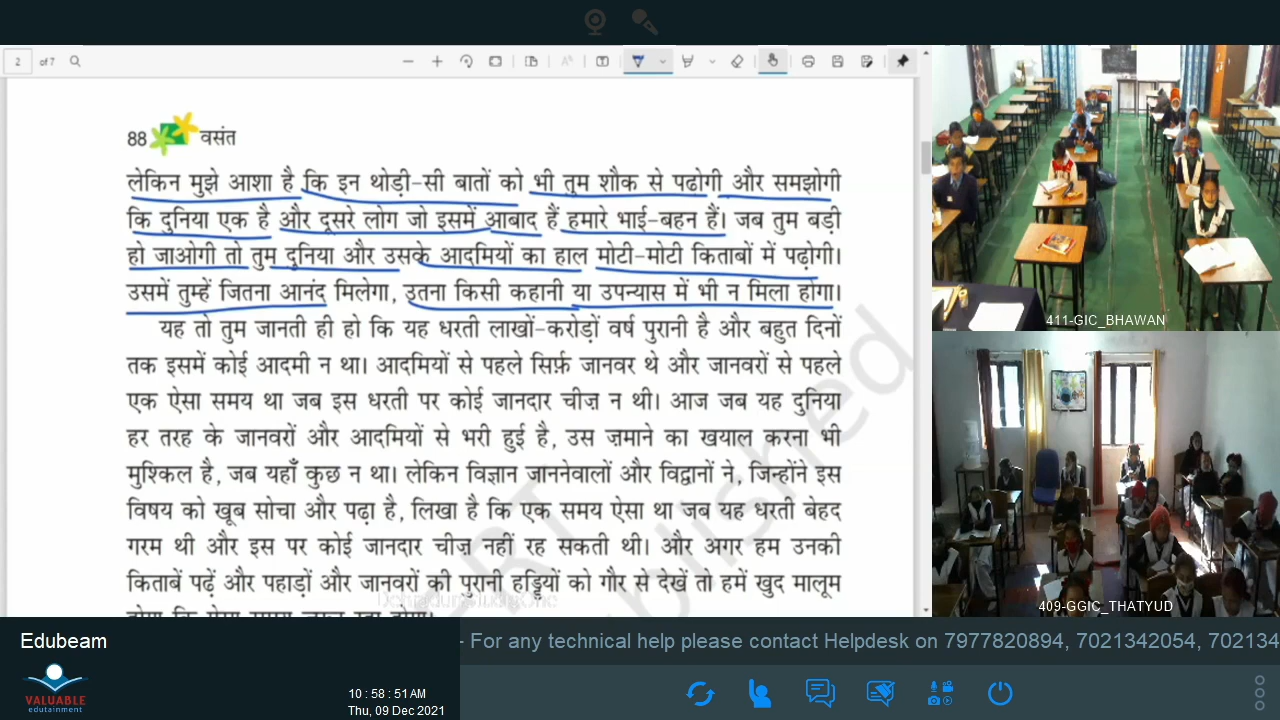 2 of 7
88 वसंत
लेकिन मुझे आशा है कि इन थोड़ी-सी बातों को भी तुम शौक से पढोगी और समझोगी
कि दुनिया एक है और दूसरे लोग जो इसमें आबाद हैं हमारे भाई-बहन हैं। जब तुम बड़ी
हो जाओगी तो तुम दुनिया और उसके आदमियों का हाल मोटी-मोटी किताबों में पढ़ोगी।
उसमें तुम्हें जितना आनंद मिलेगा, उतना किसी कहानी या उपन्यास में भी न मिला होगा।
यह तो तुम जानती ही हो कि यह धरती लाखों-करोड़ों वर्ष पुरानी है और बहुत दिनों
तक इसमें कोई आदमी न था। आदमियों से पहले सिर्फ़ जानवर थे और जानवरों से पहले
एक ऐसा समय था जब इस धरती पर कोई जानदार चीज़ न थी। आज जब यह दुनिया
हर तरह के जानवरों और आदमियों से भरी हुई है, उस ज़माने का खयाल करना भी
मुश्किल है, जब यहाँ कुछ न था। लेकिन विज्ञान जाननेवालों और विद्वानों ने, जिन्होंने इस
विषय को खूब सोचा और पढ़ा है, लिखा है कि एक समय ऐसा था जब यह धरती बेहद
गरम थी और इस पर कोई जानदार चीज़ नहीं रह सकती थी। और अगर हम उनकी
किताबें पढ़ें और पहाड़ों और जानवरों की पुरानी हड्डियों को गौर से देखें तो हमें खुद मालूम
411-GIC_BHAWAN
409-GGIC_THATYUD
Edubeam
- For any technical help please contact Helpdesk on 7977820894, 7021342054, 702134
VALUABLE
edutainment
10 : 58 : 51 AM
Thu, 09 Dec 2021